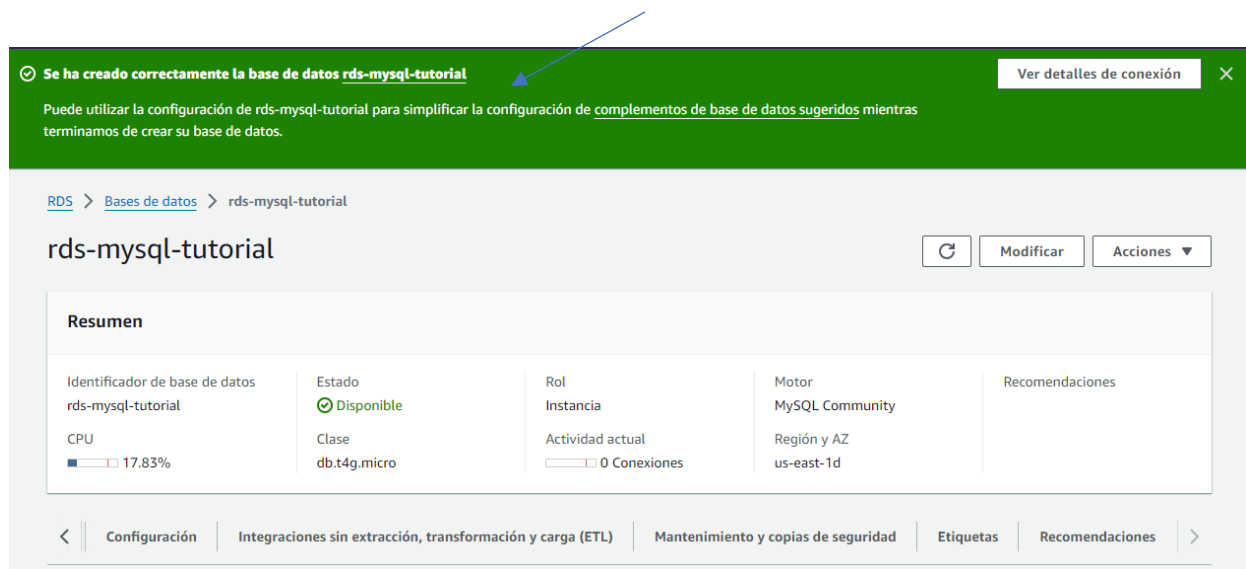 Se ha creado correctamente la base de datos rds-mysql-tutorial
Ver detalles de conexión
Puede utilizar la configuración de rds-mysql-tutorial para simplificar la configuración de complementos de base de datos sugeridos mientras
terminamos de crear su base de datos.
RDS > Bases de datos > rds-mysql-tutorial
rds-mysql-tutorial
Modificar
Acciones
Resumen
Identificador de base de datos
rds-mysql-tutorial
Estado
Disponible
Rol
Instancia
Motor
MySQL Community
Recomendaciones
CPU
17.83%
Clase
db.t4g.micro
Actividad actual
0 Conexiones
Región y AZ
us-east-1d
Configuración
Integraciones sin extracción, transformación y carga (ETL)
Mantenimiento y copias de seguridad
Etiquetas
Recomendaciones